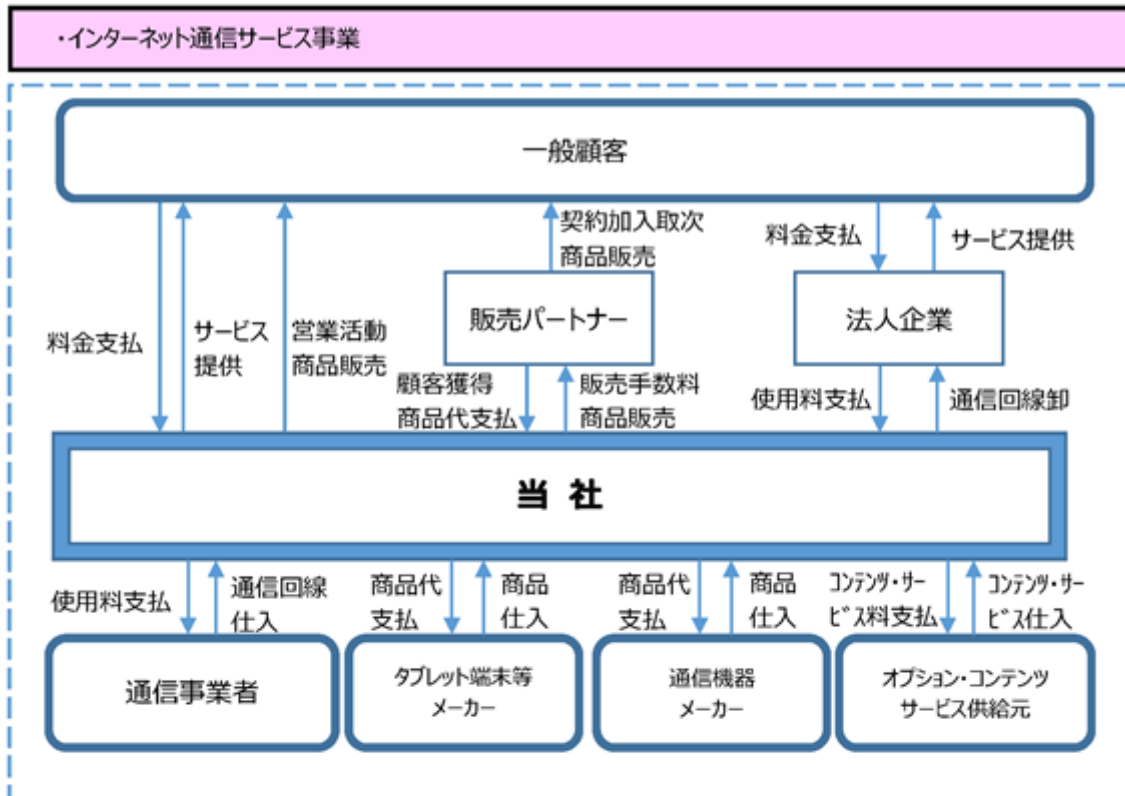 ・インターネット通信サービス事業
一般顧客
料金支払
サービス
提供
営業活動
商品販売
契約加入取次
商品販売
料金支払
サービス提供
販売パートナー
法人企業
顧客獲得
商品代支払
販売手数料
商品販売
使用料支払
通信回線卸
当 社
使用料支払
通信回線
仕入
商品代
支払
商品
仕入
商品代
支払
商品
仕入
ｺﾝﾃﾝﾂ・ｻｰ
ﾋﾞｽ料支払
ｺﾝﾃﾝﾂ・ｻｰ
ﾋﾞｽ仕入
通信事業者
タブレット端末等
メーカー
通信機器
メーカー
オプション・コンテンツ
サービス供給元